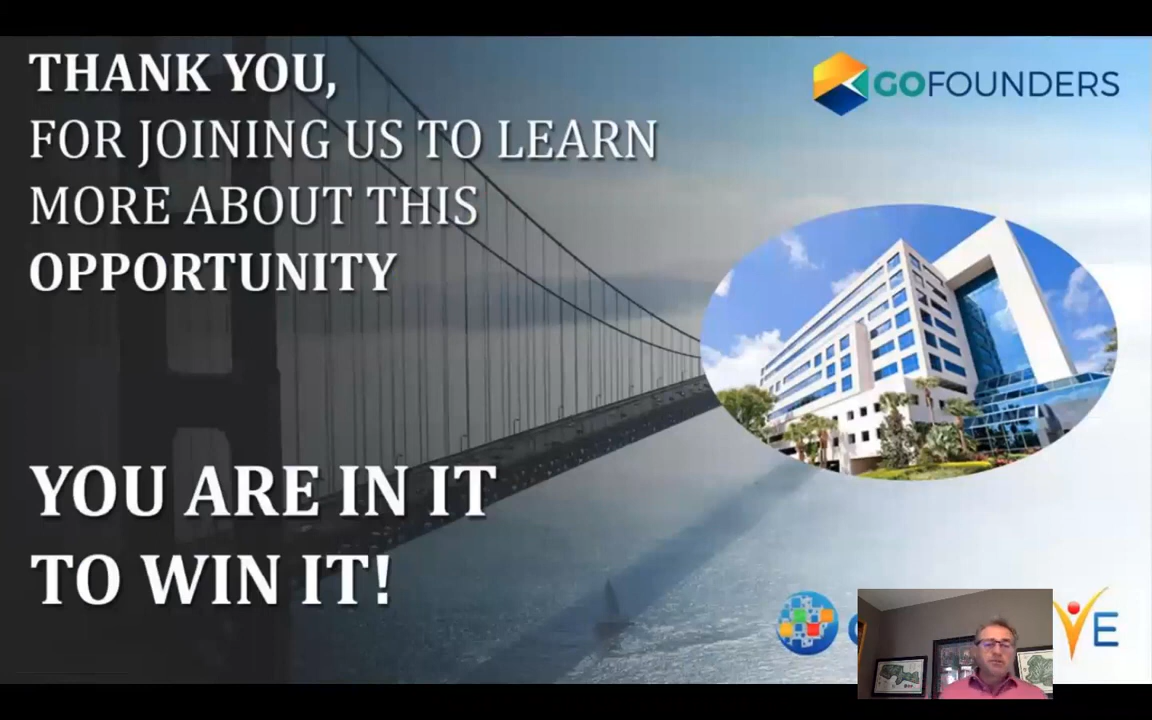 THANK YOU,
FOR JOINING US TO LEARN
MORE ABOUT THIS
OPPORTUNITY
GOFOUNDERS
YOU ARE IN IT
TO WIN IT!